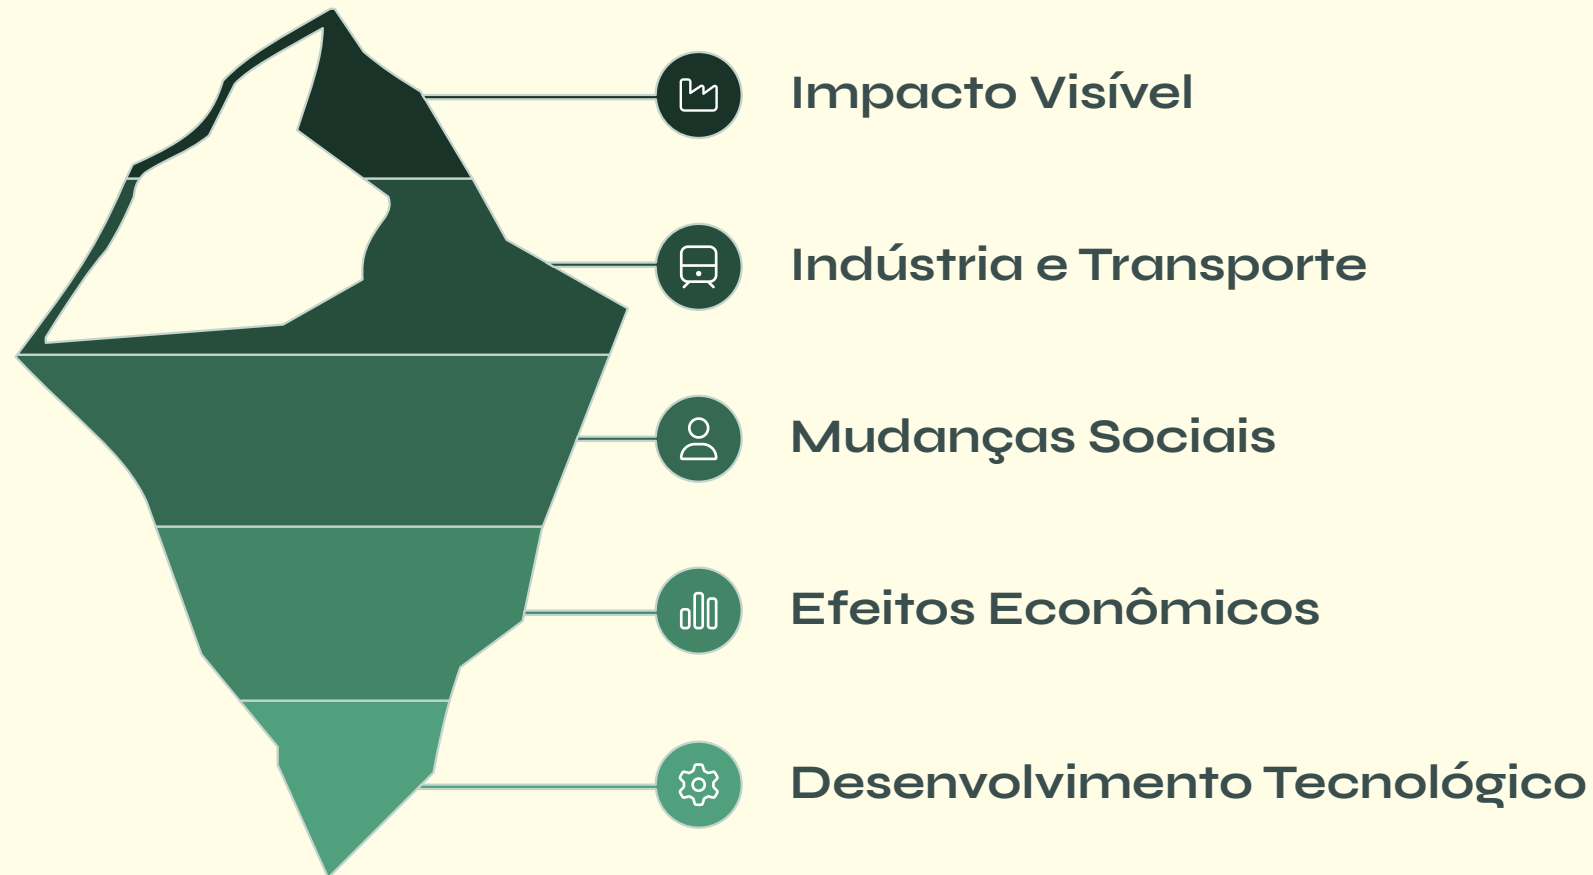 Impacto Visível
Indústria e Transporte
Mudanças Sociais
Efeitos Econômicos
Desenvolvimento Tecnológico